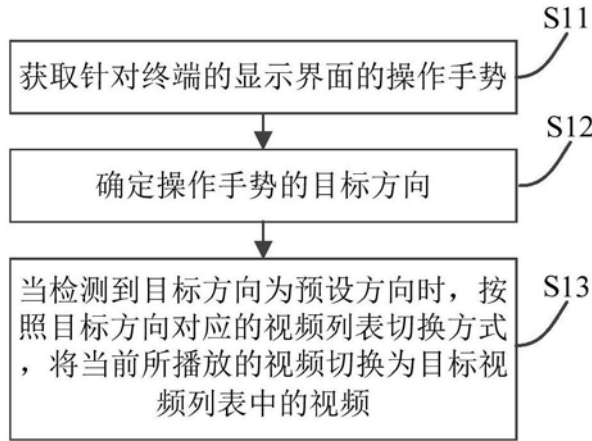 S11
获取针对终端的显示界面的操作手势
S12
确定操作手势的目标方向
S13
当检测到目标方向为预设方向时，按
照目标方向对应的视频列表切换方式
，将当前所播放的视频切换为目标视
频列表中的视频